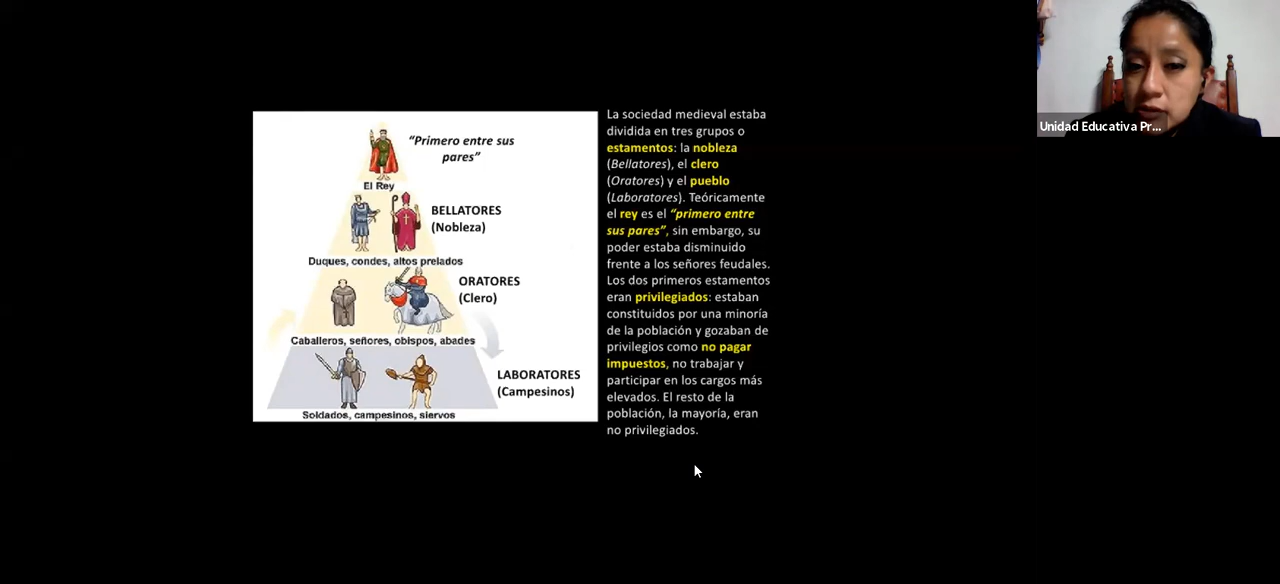 “Primero entre sus
pares”
El Rey
BELLATORES
(Nobleza)
Duques, condes, altos prelados
ORATORES
(Clero)
Caballeros, señores, obispos, abades
LABORATORES
(Campesinos)
Soldados, campesinos, siervos
La sociedad medieval estaba
dividida en tres grupos o
estamentos: la nobleza
(Bellatores), el clero
(Oratores) y el pueblo
(Laboratores). Teóricamente
el rey es el “primero entre
sus pares”, sin embargo, su
poder estaba disminuido
frente a los señores feudales.
Los dos primeros estamentos
eran privilegiados: estaban
constituidos por una minoría
de la población y gozaban de
privilegios como no pagar
impuestos, no trabajar y
participar en los cargos más
elevados. El resto de la
población, la mayoría, eran
no privilegiados.
Unidad Educativa Pr...